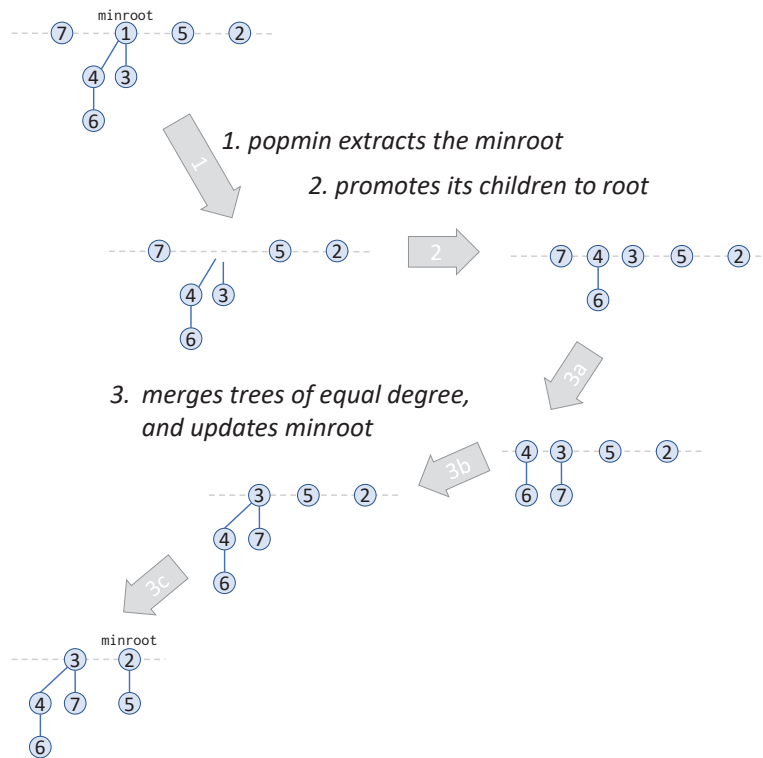 minroot
7 1 5 2
4 3
6
1
1. popmin extracts the minroot
2. promotes its children to root
7 5 2
4 3
6
2
7 4 3 5 2
6
3a
3. merges trees of equal degree,
and updates minroot
4 3 5 2
6 7
3b
3 5 2
4 7
6
3c
minroot
3 2
4 7 5
6